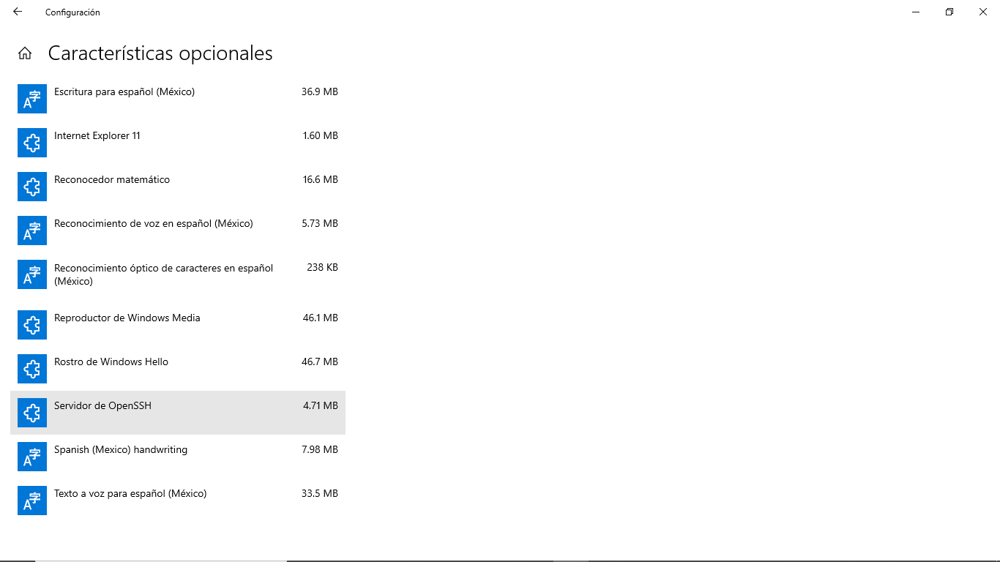 Configuración
Características opcionales
Escritura para español (México) 36.9 MB
Internet Explorer 11 1.60 MB
Reconocedor matemático 16.6 MB
Reconocimiento de voz en español (México) 5.73 MB
Reconocimiento óptico de caracteres en español 238 KB
(México)
Reproductor de Windows Media 46.1 MB
Rostro de Windows Hello 46.7 MB
Servidor de OpenSSH 4.71 MB
Spanish (Mexico) handwriting 7.98 MB
Texto a voz para español (México) 33.5 MB